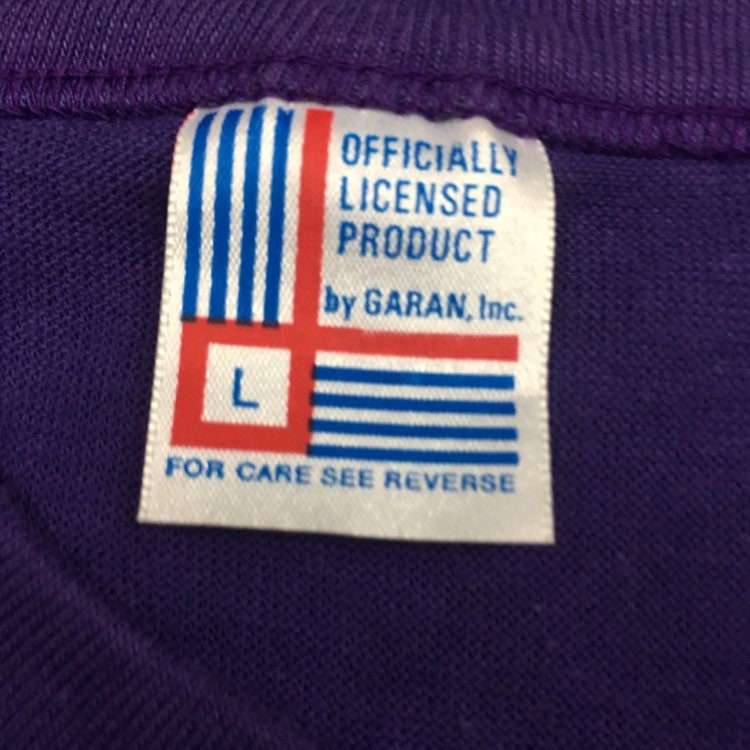 OFFICIALLY
LICENSED
PRODUCT
by GARAN, Inc.
L
FOR CARE SEE REVERSE